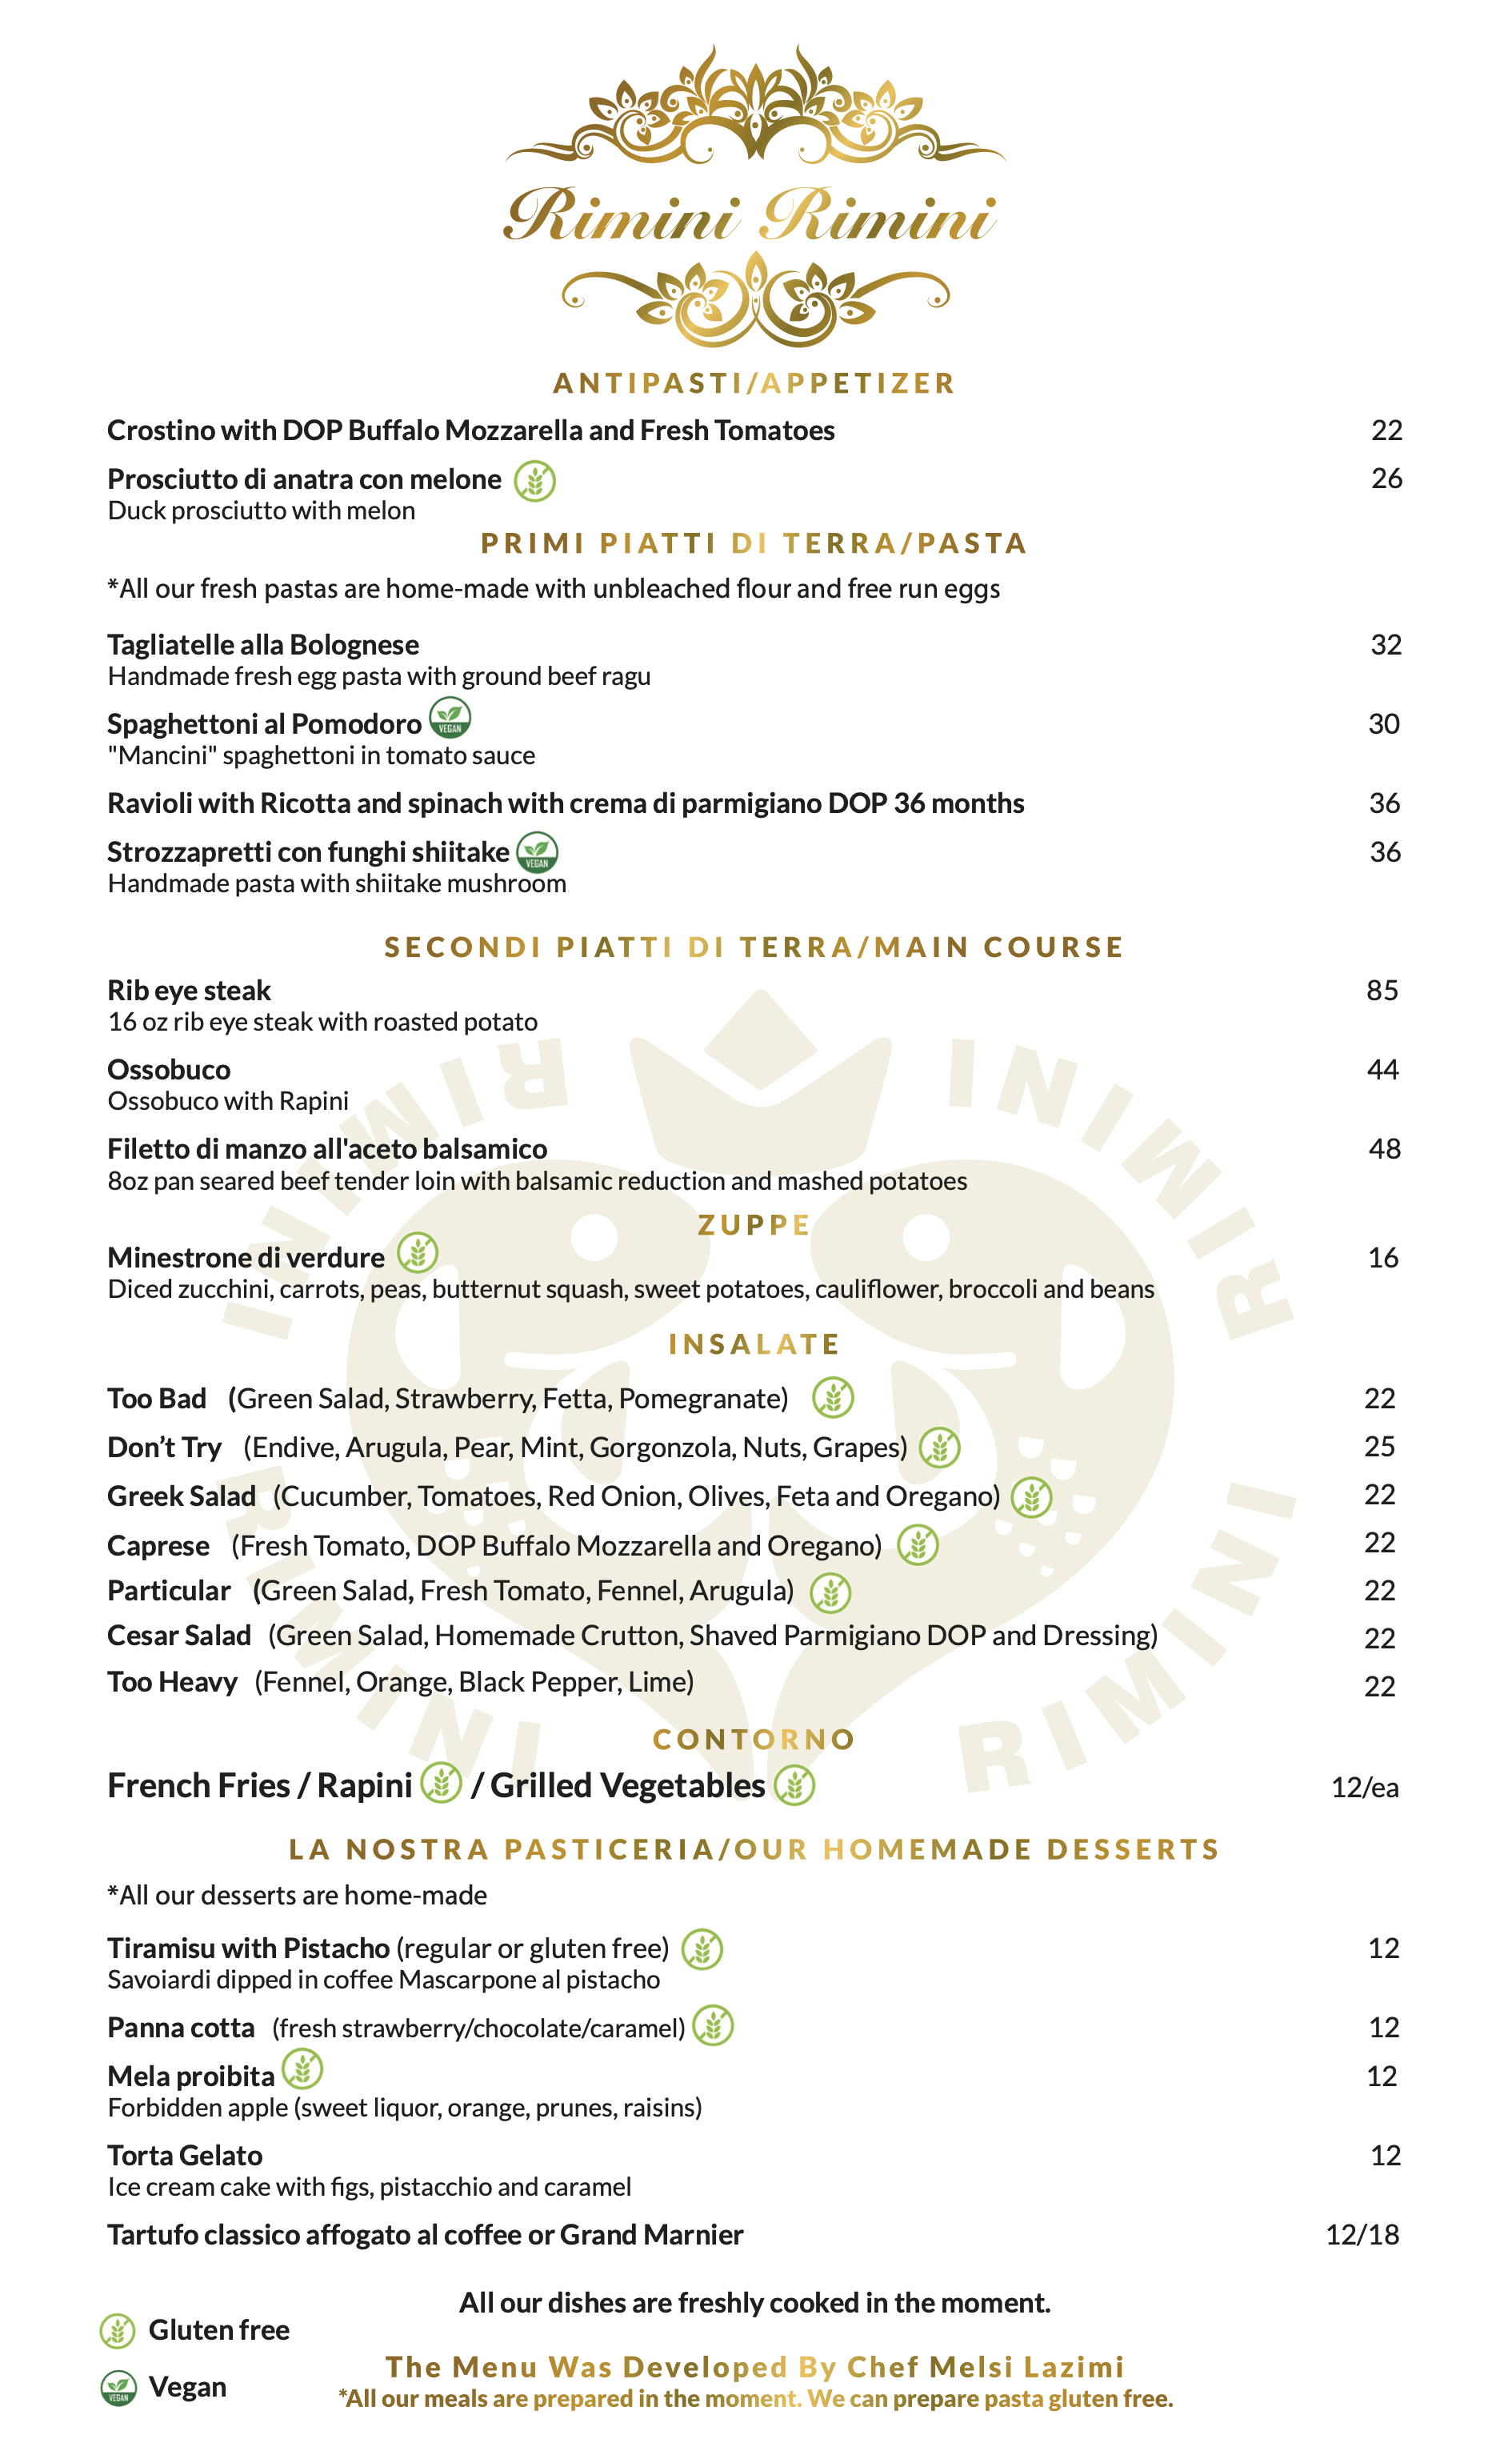 Rimini Rimini
ANTIPASTI/APPETIZER
Crostino with DOP Buffalo Mozzarella and Fresh Tomatoes 22
Prosciutto di anatra con melone 26
Duck prosciutto with melon
PRIMI PIATTI DI TERRA/PASTA
*All our fresh pastas are home-made with unbleached flour and free run eggs
Tagliatelle alla Bolognese 32
Handmade fresh egg pasta with ground beef ragu
Spaghettoni al Pomodoro VEGAN 30
"Mancini" spaghettoni in tomato sauce
Ravioli with Ricotta and spinach with crema di parmigiano DOP 36 months 36
Strozzapretti con funghi shiitake VEGAN 36
Handmade pasta with shiitake mushroom
SECONDI PIATTI DI TERRA/MAIN COURSE
Rib eye steak 85
16 oz rib eye steak with roasted potato
RIMINI RIMINI
Ossobuco 44
Ossobuco with Rapini
Filetto di manzo all'aceto balsamico 48
8oz pan seared beef tender loin with balsamic reduction and mashed potatoes
ZUPPE
Minestrone di verdure 16
Diced zucchini, carrots, peas, butternut squash, sweet potatoes, cauliflower, broccoli and beans
INSALATE
Too Bad (Green Salad, Strawberry, Fetta, Pomegranate) 22
Don’t Try (Endive, Arugula, Pear, Mint, Gorgonzola, Nuts, Grapes) 25
Greek Salad (Cucumber, Tomatoes, Red Onion, Olives, Feta and Oregano) 22
Caprese (Fresh Tomato, DOP Buffalo Mozzarella and Oregano) 22
Particular (Green Salad, Fresh Tomato, Fennel, Arugula) 22
Cesar Salad (Green Salad, Homemade Crutton, Shaved Parmigiano DOP and Dressing) 22
Too Heavy (Fennel, Orange, Black Pepper, Lime) 22
RIMINI RIMINI
CONTORNO
French Fries / Rapini / Grilled Vegetables 12/ea
LA NOSTRA PASTICERIA/OUR HOMEMADE DESSERTS
*All our desserts are home-made
Tiramisu with Pistacho (regular or gluten free) 12
Savoiardi dipped in coffee Mascarpone al pistacho
Panna cotta (fresh strawberry/chocolate/caramel) 12
Mela proibita 12
Forbidden apple (sweet liquor, orange, prunes, raisins)
Torta Gelato 12
Ice cream cake with figs, pistacchio and caramel
Tartufo classico affogato al coffee or Grand Marnier 12/18
All our dishes are freshly cooked in the moment.
Gluten free
The Menu Was Developed By Chef Melsi Lazimi
VEGAN Vegan
*All our meals are prepared in the moment. We can prepare pasta gluten free.